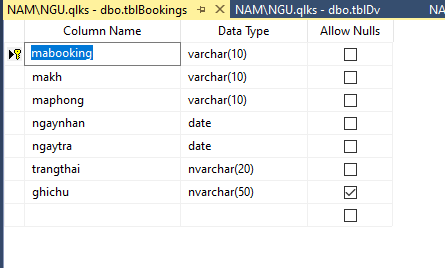 NAM\NGU.qlks - dbo.tblBookings NAM\NGU.qlks - dbo.tblDv NA
Column Name Data Type Allow Nulls
mabooking varchar(10)
makh varchar(10)
maphong varchar(10)
ngaynhan date
ngaytra date
trangthai nvarchar(20)
ghichu nvarchar(50)